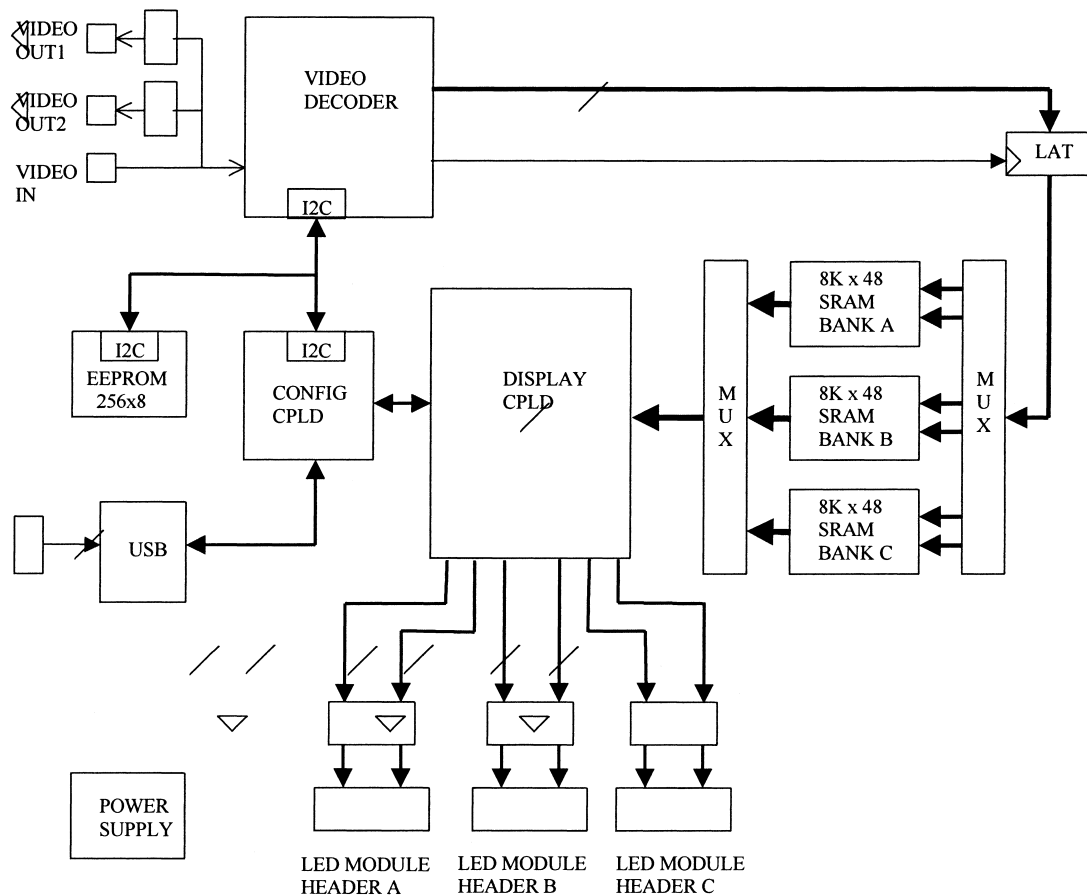 VIDEO
OUT1
VIDEO
OUT2
VIDEO
IN
VIDEO
DECODER
I2C
LAT
I2C
EEPROM
256x8
I2C
CONFIG
CPLD
DISPLAY
CPLD
MUX
8K x 48
SRAM
BANK A
8K x 48
SRAM
BANK B
8K x 48
SRAM
BANK C
MUX
USB
POWER
SUPPLY
LED MODULE
HEADER A
LED MODULE
HEADER B
LED MODULE
HEADER C